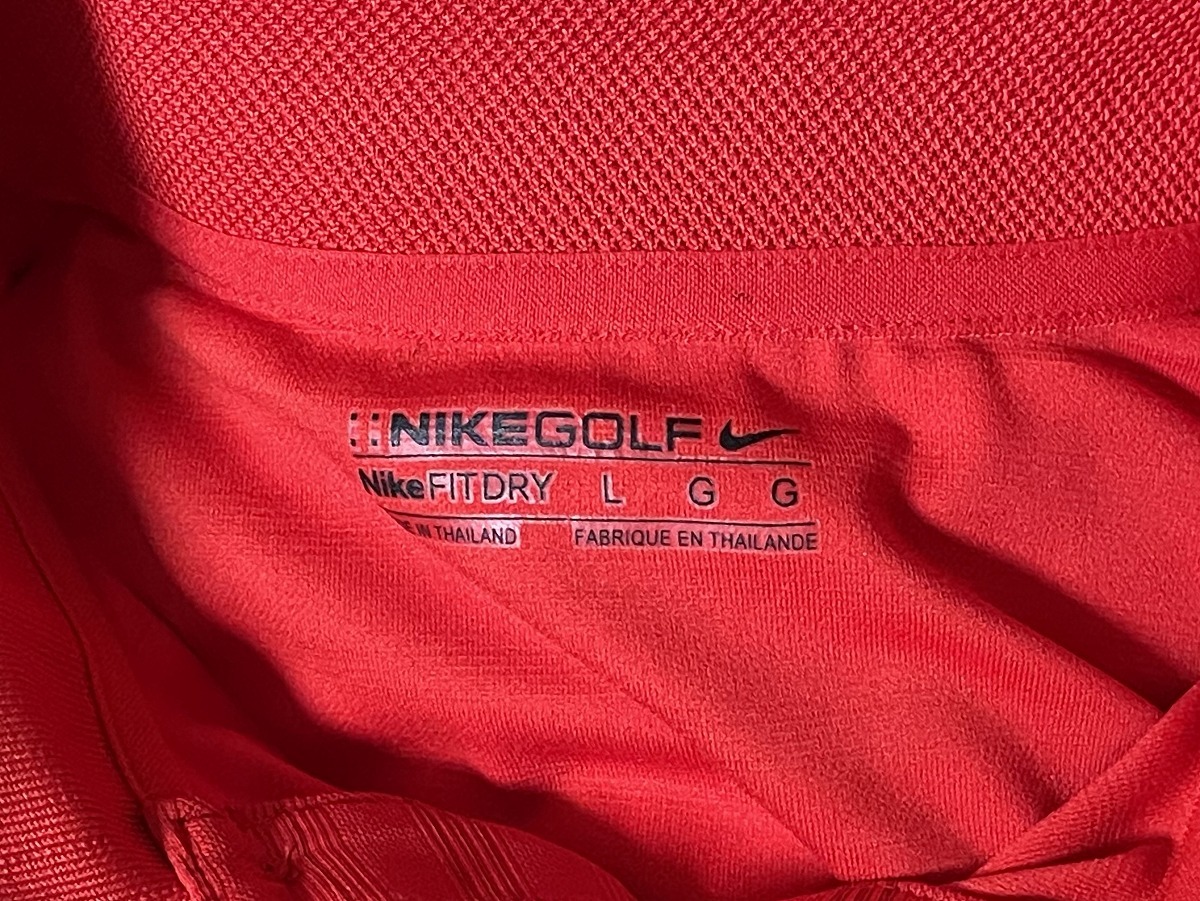 NIKEGOLF
NikeFITDRY L G G
IN THAILAND FABRIQUE EN THAILANDE